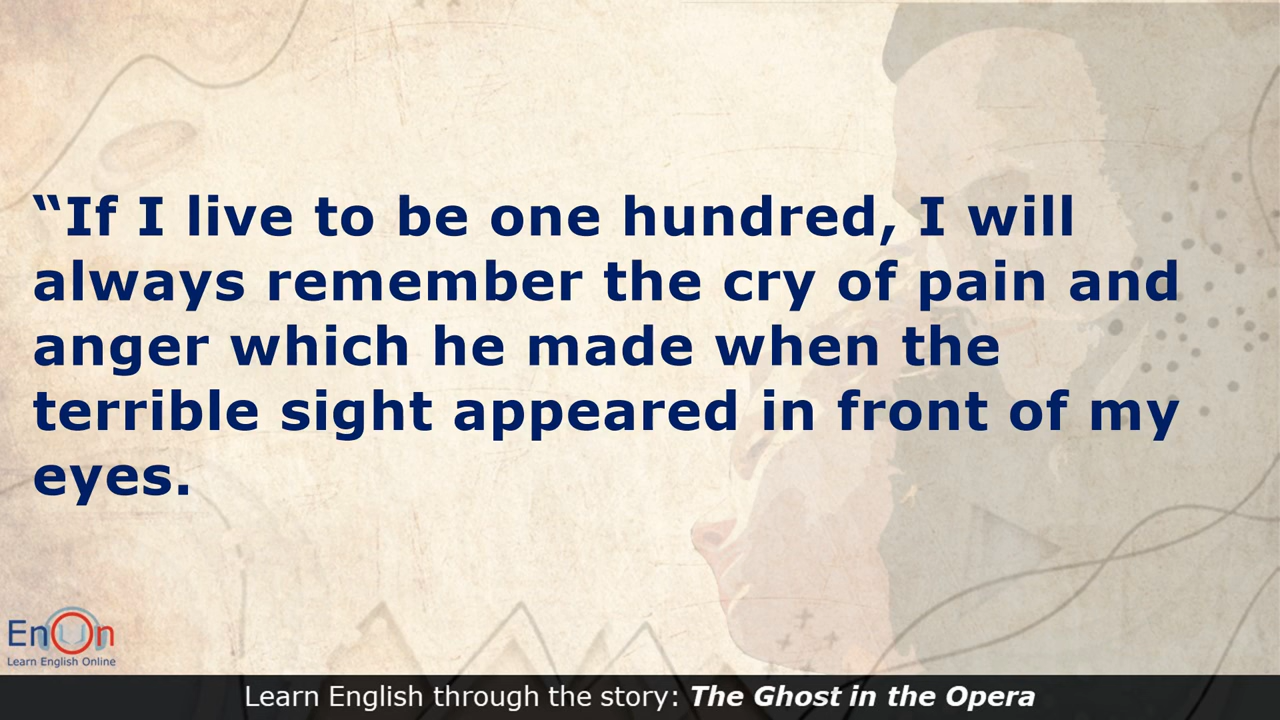 “If I live to be one hundred, I will
always remember the cry of pain and
anger which he made when the
terrible sight appeared in front of my
eyes.
EnOn
Learn English Online
Learn English through the story: The Ghost in the Opera